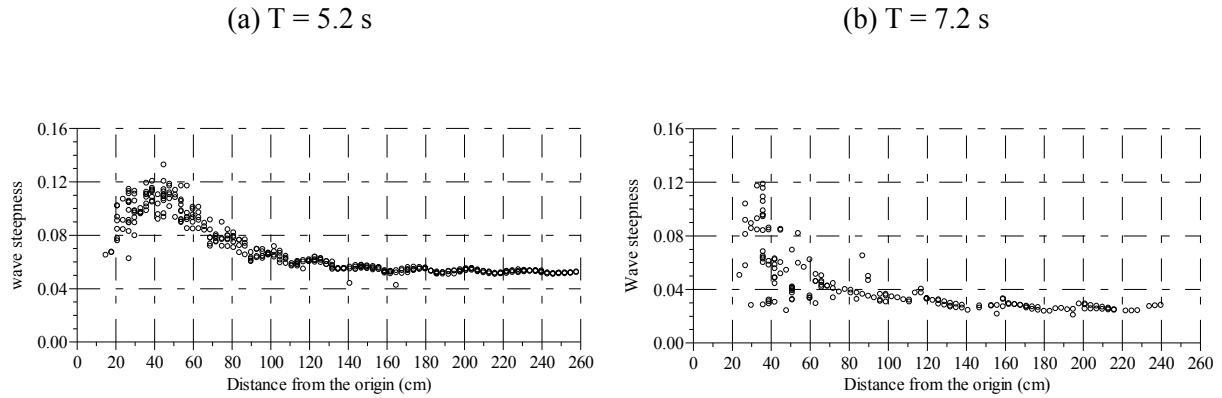 (a) T = 5.2 s
(b) T = 7.2 s
0.16
0.12
0.08
0.04
0.00
wave steepness
0 20 40 60 80 100 120 140 160 180 200 220 240 260
Distance from the origin (cm)
0.16
0.12
0.08
0.04
0.00
Wave steepness
0 20 40 60 80 100 120 140 160 180 200 220 240 260
Distance from the origin (cm)